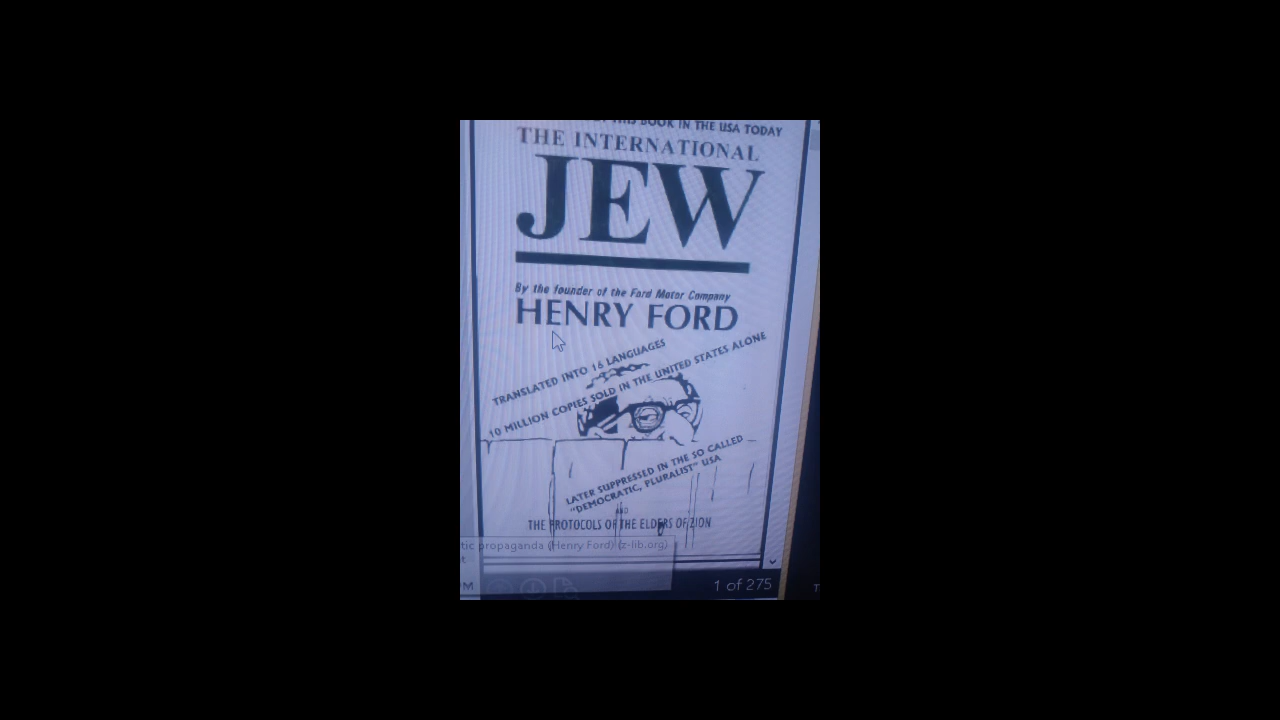 THIS BOOK IN THE USA TODAY
THE INTERNATIONAL
JEW
By the founder of the Ford Motor Company
HENRY FORD
TRANSLATED INTO 16 LANGUAGES
10 MILLION COPIES SOLD IN THE UNITED STATES ALONE
LATER SUPPRESSED IN THE SO CALLED
"DEMOCRATIC, PLURALIST" USA
AND
THE PROTOCOLS OF THE ELDERS OF ZION
propaganda (Henry Ford) (z-lib.org)
1 of 275